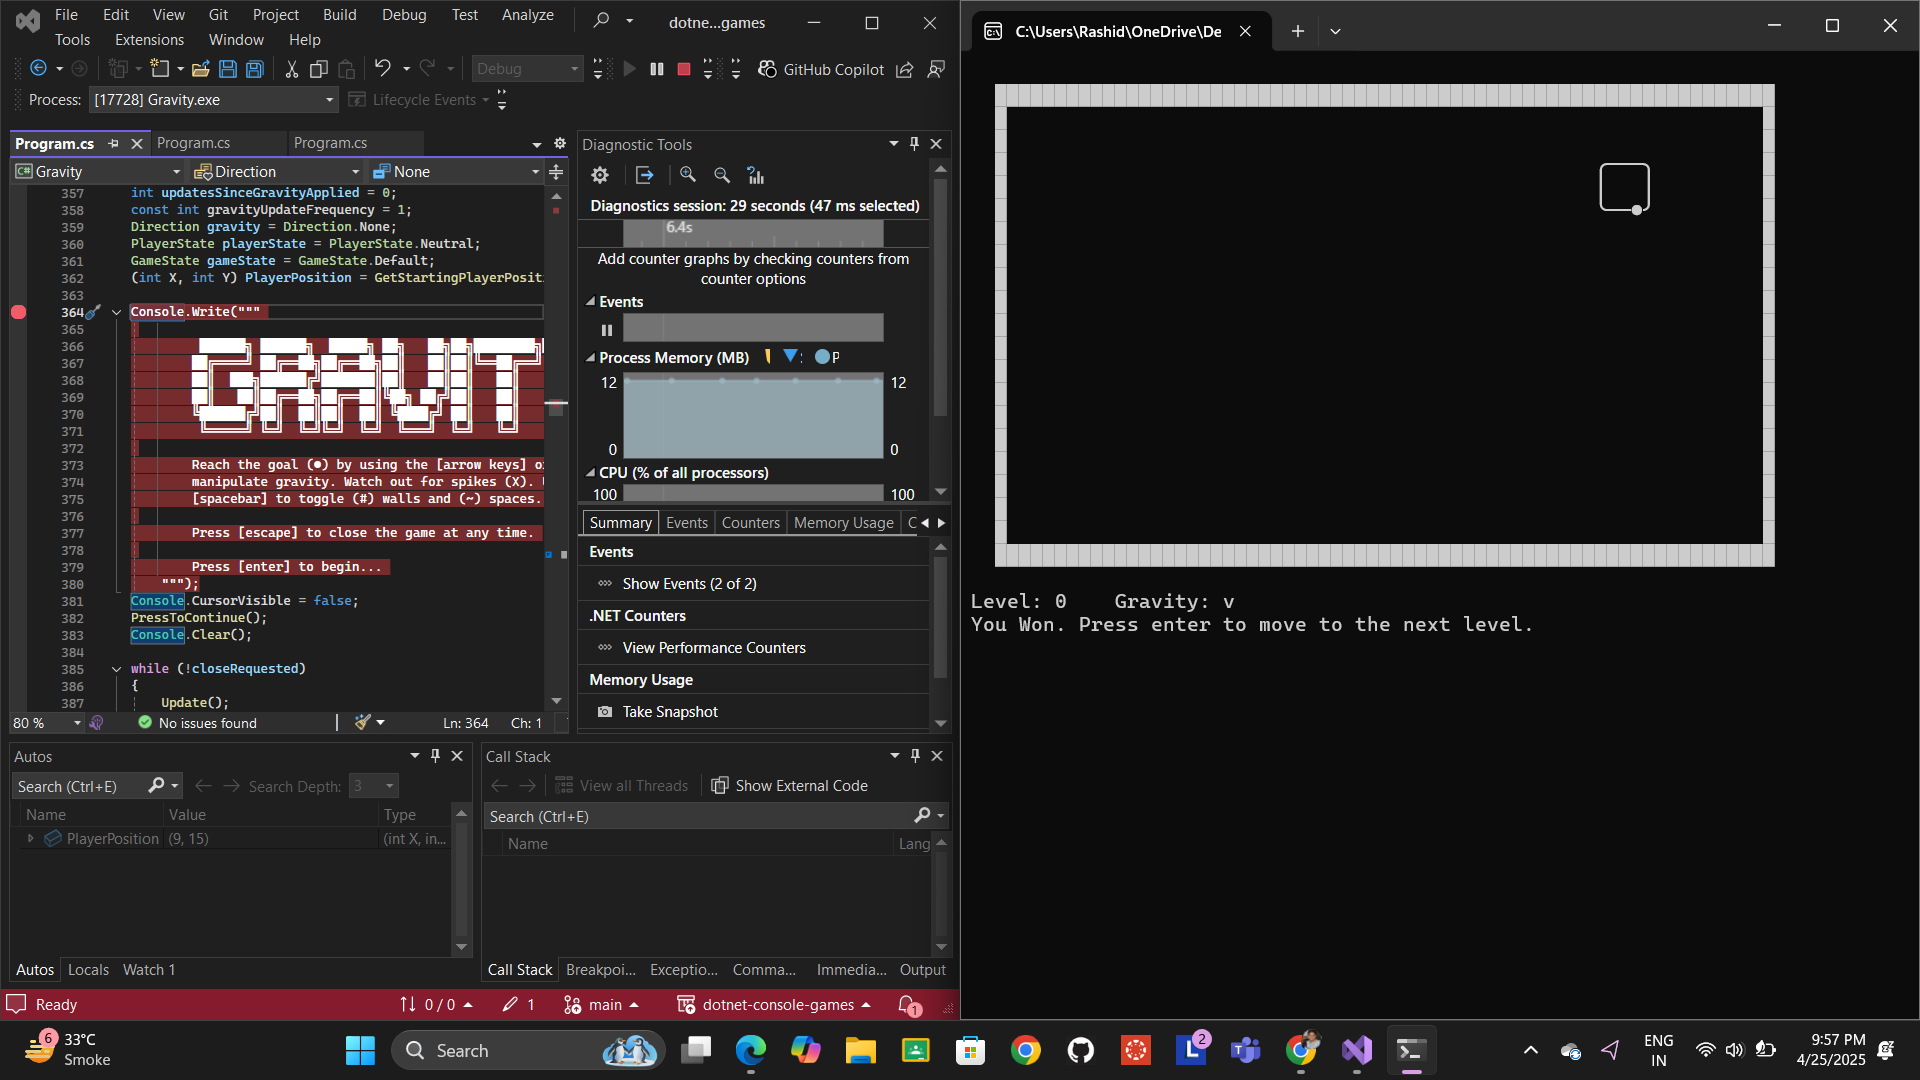 File Edit View Git Project Build Debug Test Analyze dotne...games
Tools Extensions Window Help
Debug GitHub Copilot
Process: [17728] Gravity.exe Lifecycle Events
Program.cs Program.cs Program.cs
Gravity Direction None
357 int updatesSinceGravityApplied = 0;
358 const int gravityUpdateFrequency = 1;
359 Direction gravity = Direction.None;
360 PlayerState playerState = PlayerState.Neutral;
361 GameState gameState = GameState.Default;
362 (int X, int Y) PlayerPosition = GetStartingPlayerPositi
363
364 Console.Write("""
365
366
367
368 GRAVIT
369
370
371
372
373 Reach the goal (●) by using the [arrow keys] o
374 manipulate gravity. Watch out for spikes (X).
375 [spacebar] to toggle (#) walls and (~) spaces.
376
377 Press [escape] to close the game at any time.
378
379 Press [enter] to begin...
380 """);
381 Console.CursorVisible = false;
382 PressToContinue();
383 Console.Clear();
384
385 while (!closeRequested)
386 {
387 Update();
80 % No issues found Ln: 364 Ch: 1
Diagnostic Tools
Diagnostics session: 29 seconds (47 ms selected)
6.4s
Add counter graphs by checking counters from
counter options
Events
Process Memory (MB) P
12 12
0 0
CPU (% of all processors)
100 100
Summary Events Counters Memory Usage C
Events
Show Events (2 of 2)
.NET Counters
View Performance Counters
Memory Usage
Take Snapshot
Autos
Search (Ctrl+E) Search Depth: 3
Name Value Type
PlayerPosition (9, 15) (int X, in...
Autos Locals Watch 1
Call Stack
View all Threads Show External Code
Search (Ctrl+E)
Name Lang
Call Stack Breakpoi... Exceptio... Comma... Immedia... Output
Ready 0 / 0 1 main dotnet-console-games 1
C:\Users\Rashid\OneDrive\De
Level: 0 Gravity: v
You Won. Press enter to move to the next level.
6 33°C
Smoke
Search
2
ENG
IN
9:57 PM
4/25/2025